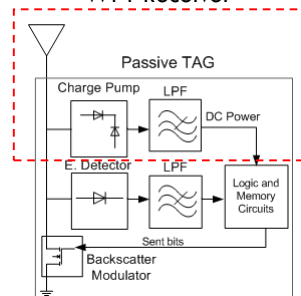 Passive TAG
Charge Pump
LPF
DC Power
E. Detector
LPF
Logic and
Memory
Circuits
Sent bits
Backscatter
Modulator